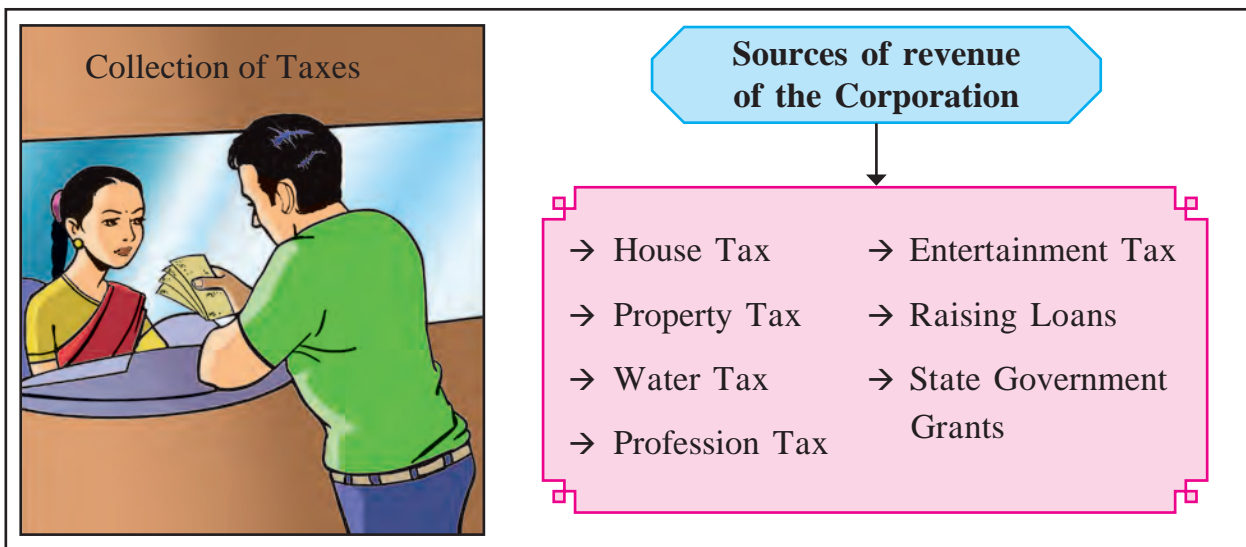 Collection of Taxes
Sources of revenue
of the Corporation
→ House Tax
→ Property Tax
→ Water Tax
→ Profession Tax
→ Entertainment Tax
→ Raising Loans
→ State Government
Grants